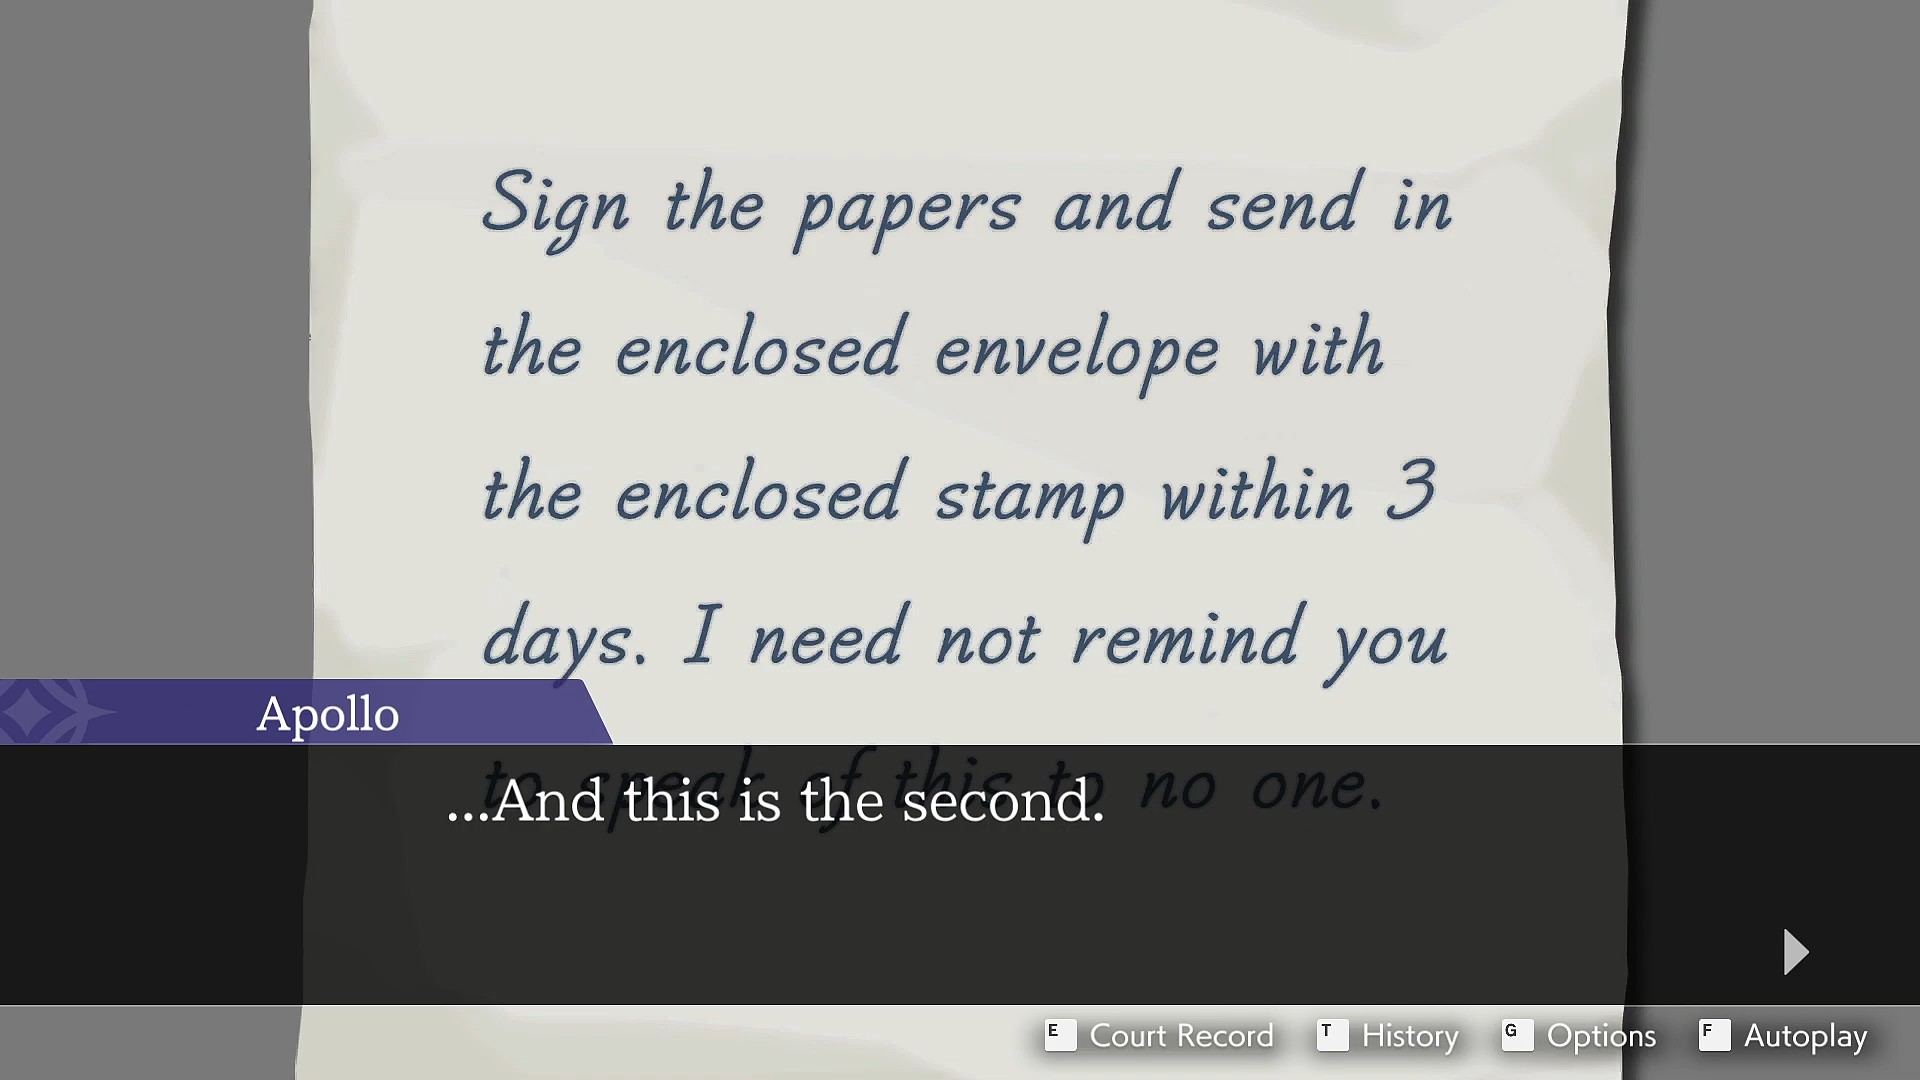 Sign the papers and send in
the enclosed envelope with
the enclosed stamp within 3
days. I need not remind you
to speak of this to no one.
Apollo
...And this is the second.
E Court Record T History G Options F Autoplay